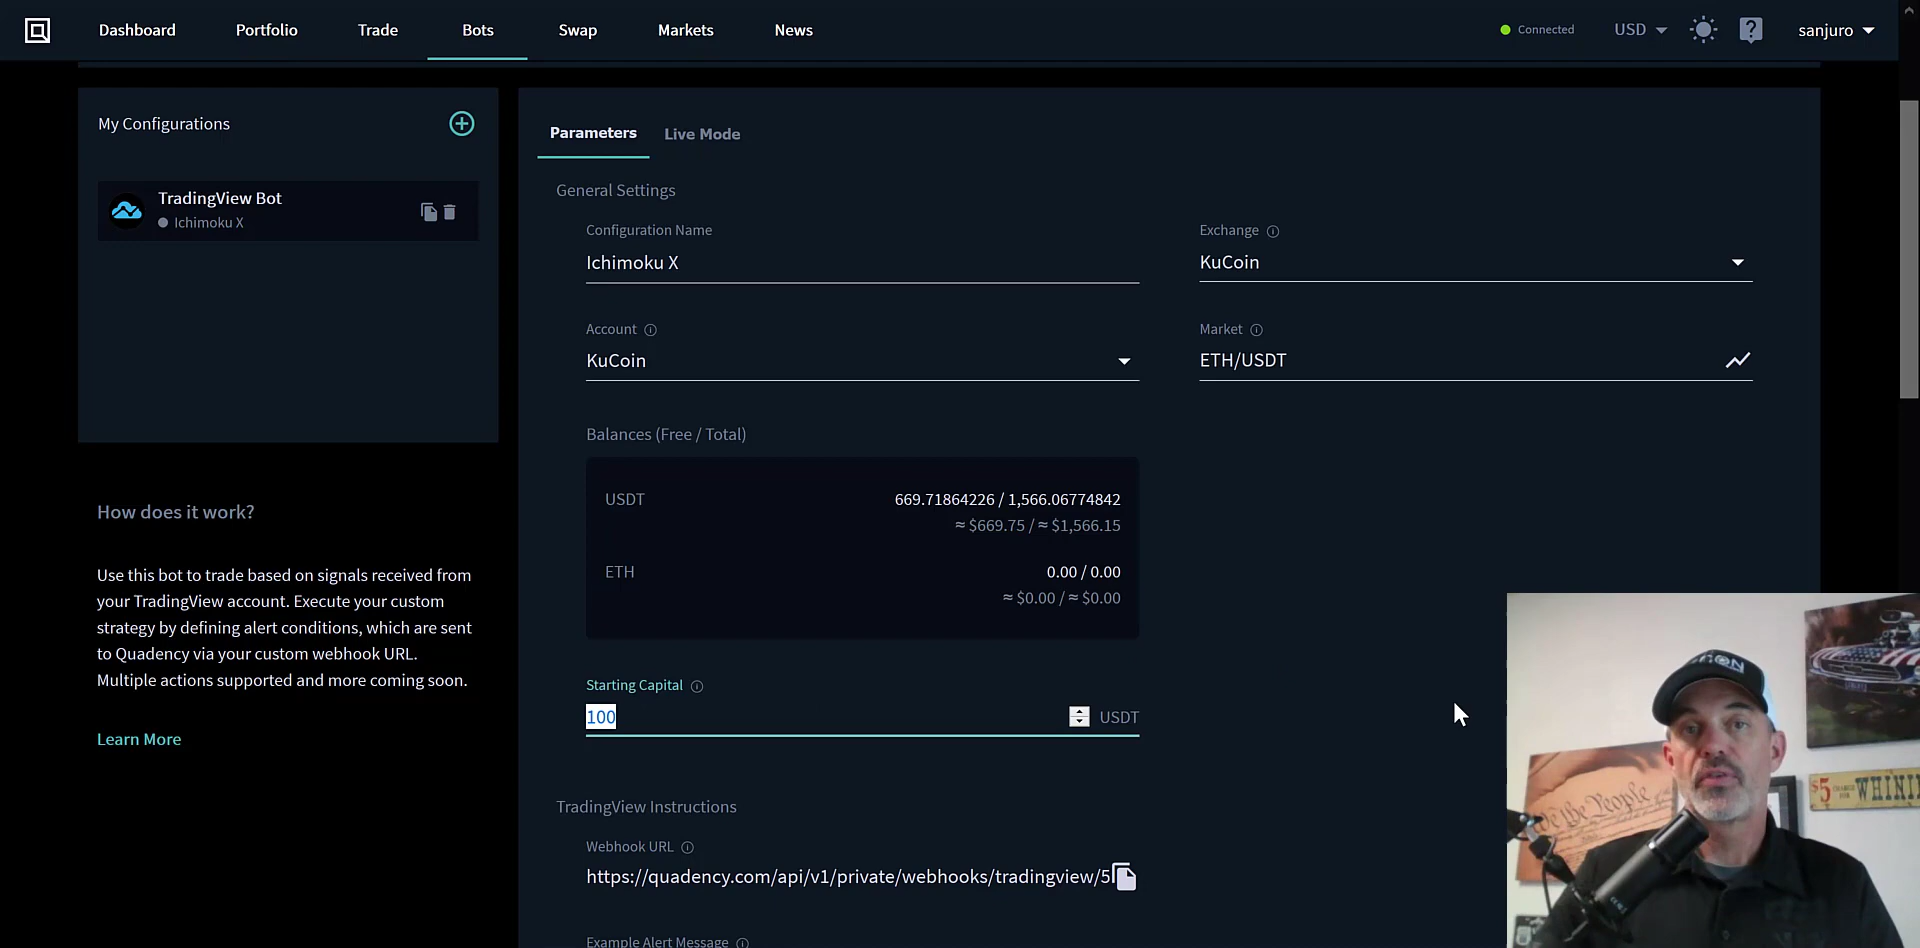 Dashboard
Portfolio
Trade
Bots
Swap
Markets
News
Connected
USD
sanjuro
My Configurations
TradingView Bot
Ichimoku X
How does it work?
Use this bot to trade based on signals received from
your TradingView account. Execute your custom
strategy by defining alert conditions, which are sent
to Quadency via your custom webhook URL.
Multiple actions supported and more coming soon.
Learn More
Parameters
Live Mode
General Settings
Configuration Name
Ichimoku X
Exchange
KuCoin
Account
KuCoin
Market
ETH/USDT
Balances (Free / Total)
USDT
669.71864226 / 1,566.06774842
≈ $669.75 / ≈ $1,566.15
ETH
0.00 / 0.00
≈ $0.00 / ≈ $0.00
Starting Capital
100
USDT
TradingView Instructions
Webhook URL
https://quadency.com/api/v1/private/webhooks/tradingview/5
Example Alert Message
We the People
$5
WHININ